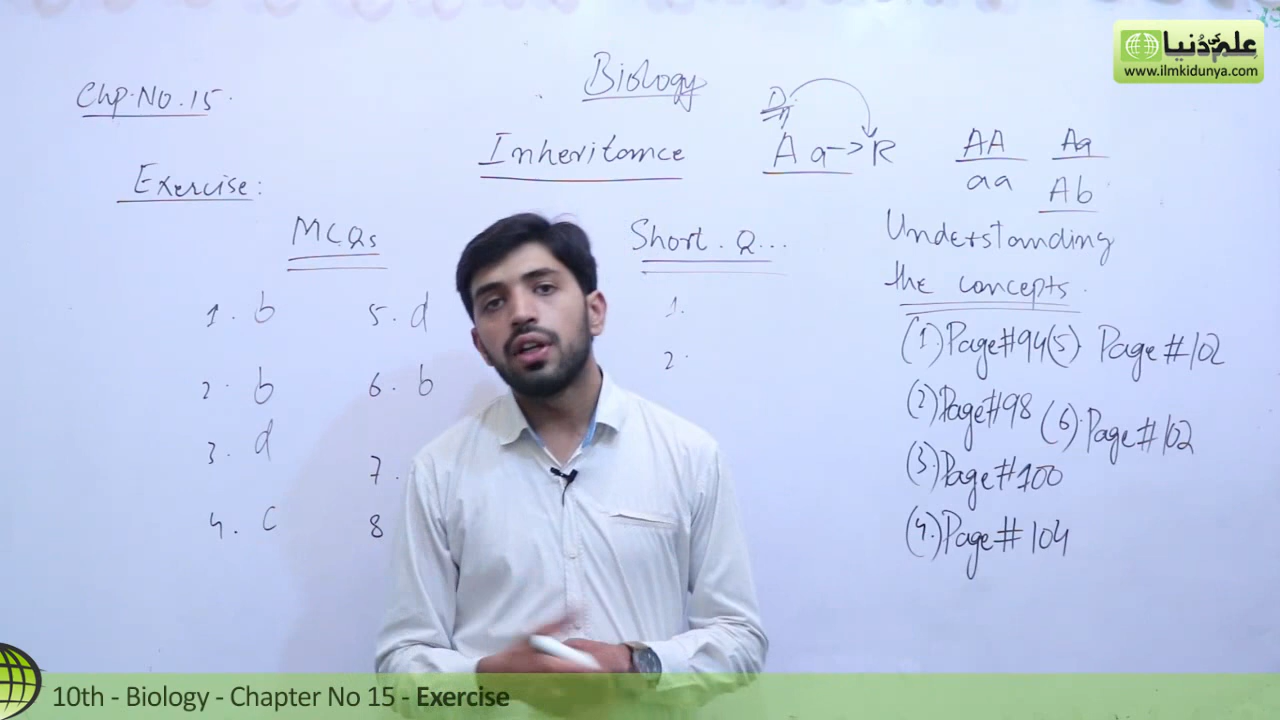 علم کی دُنیا
www.ilmkidunya.com
Biology
Chp. No. 15.
Inheritance
D
A a -> R
AA
aa
Aa
Ab
Exercise:
MCQs
1. b
2. b
3. d
4. c
5. d
6. b
7.
8
Short. Q...
1.
2.
Understanding
the concepts.
(1.) Page#94 (5). Page#102
(2) Page#98 (6). Page#102
(3.) Page#100
(4.) Page# 104
10th - Biology - Chapter No 15 - Exercise